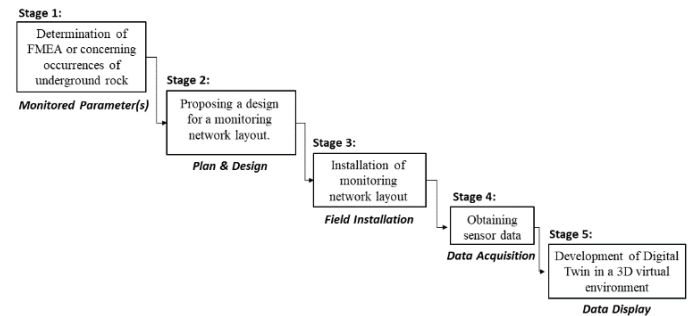 Stage 1:
Determination of
FMEA or concerning
occurrences of
underground rock
Monitored Parameter(s)
Stage 2:
Proposing a design
for a monitoring
network layout.
Plan & Design
Stage 3:
Installation of
monitoring
network layout
Field Installation
Stage 4:
Obtaining
sensor data
Data Acquisition
Stage 5:
Development of Digital
Twin in a 3D virtual
environment
Data Display